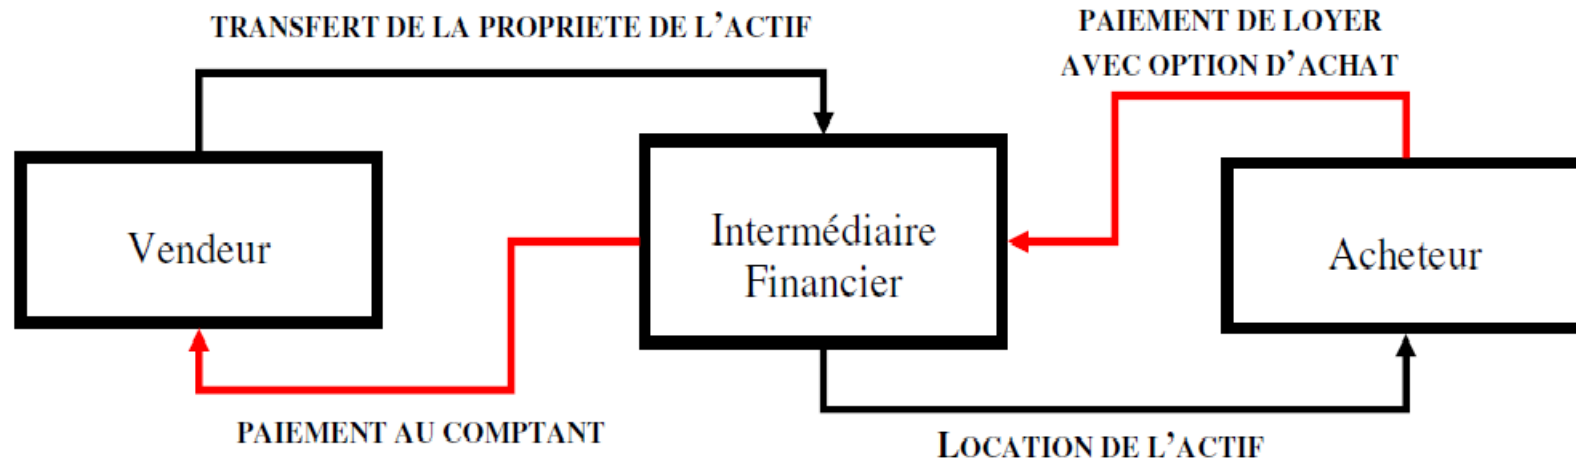 TRANSFERT DE LA PROPRIETE DE L'ACTIF
PAIEMENT DE LOYER
AVEC OPTION D'ACHAT
Vendeur
Intermédiaire
Financier
Acheteur
PAIEMENT AU COMPTANT
LOCATION DE L'ACTIF